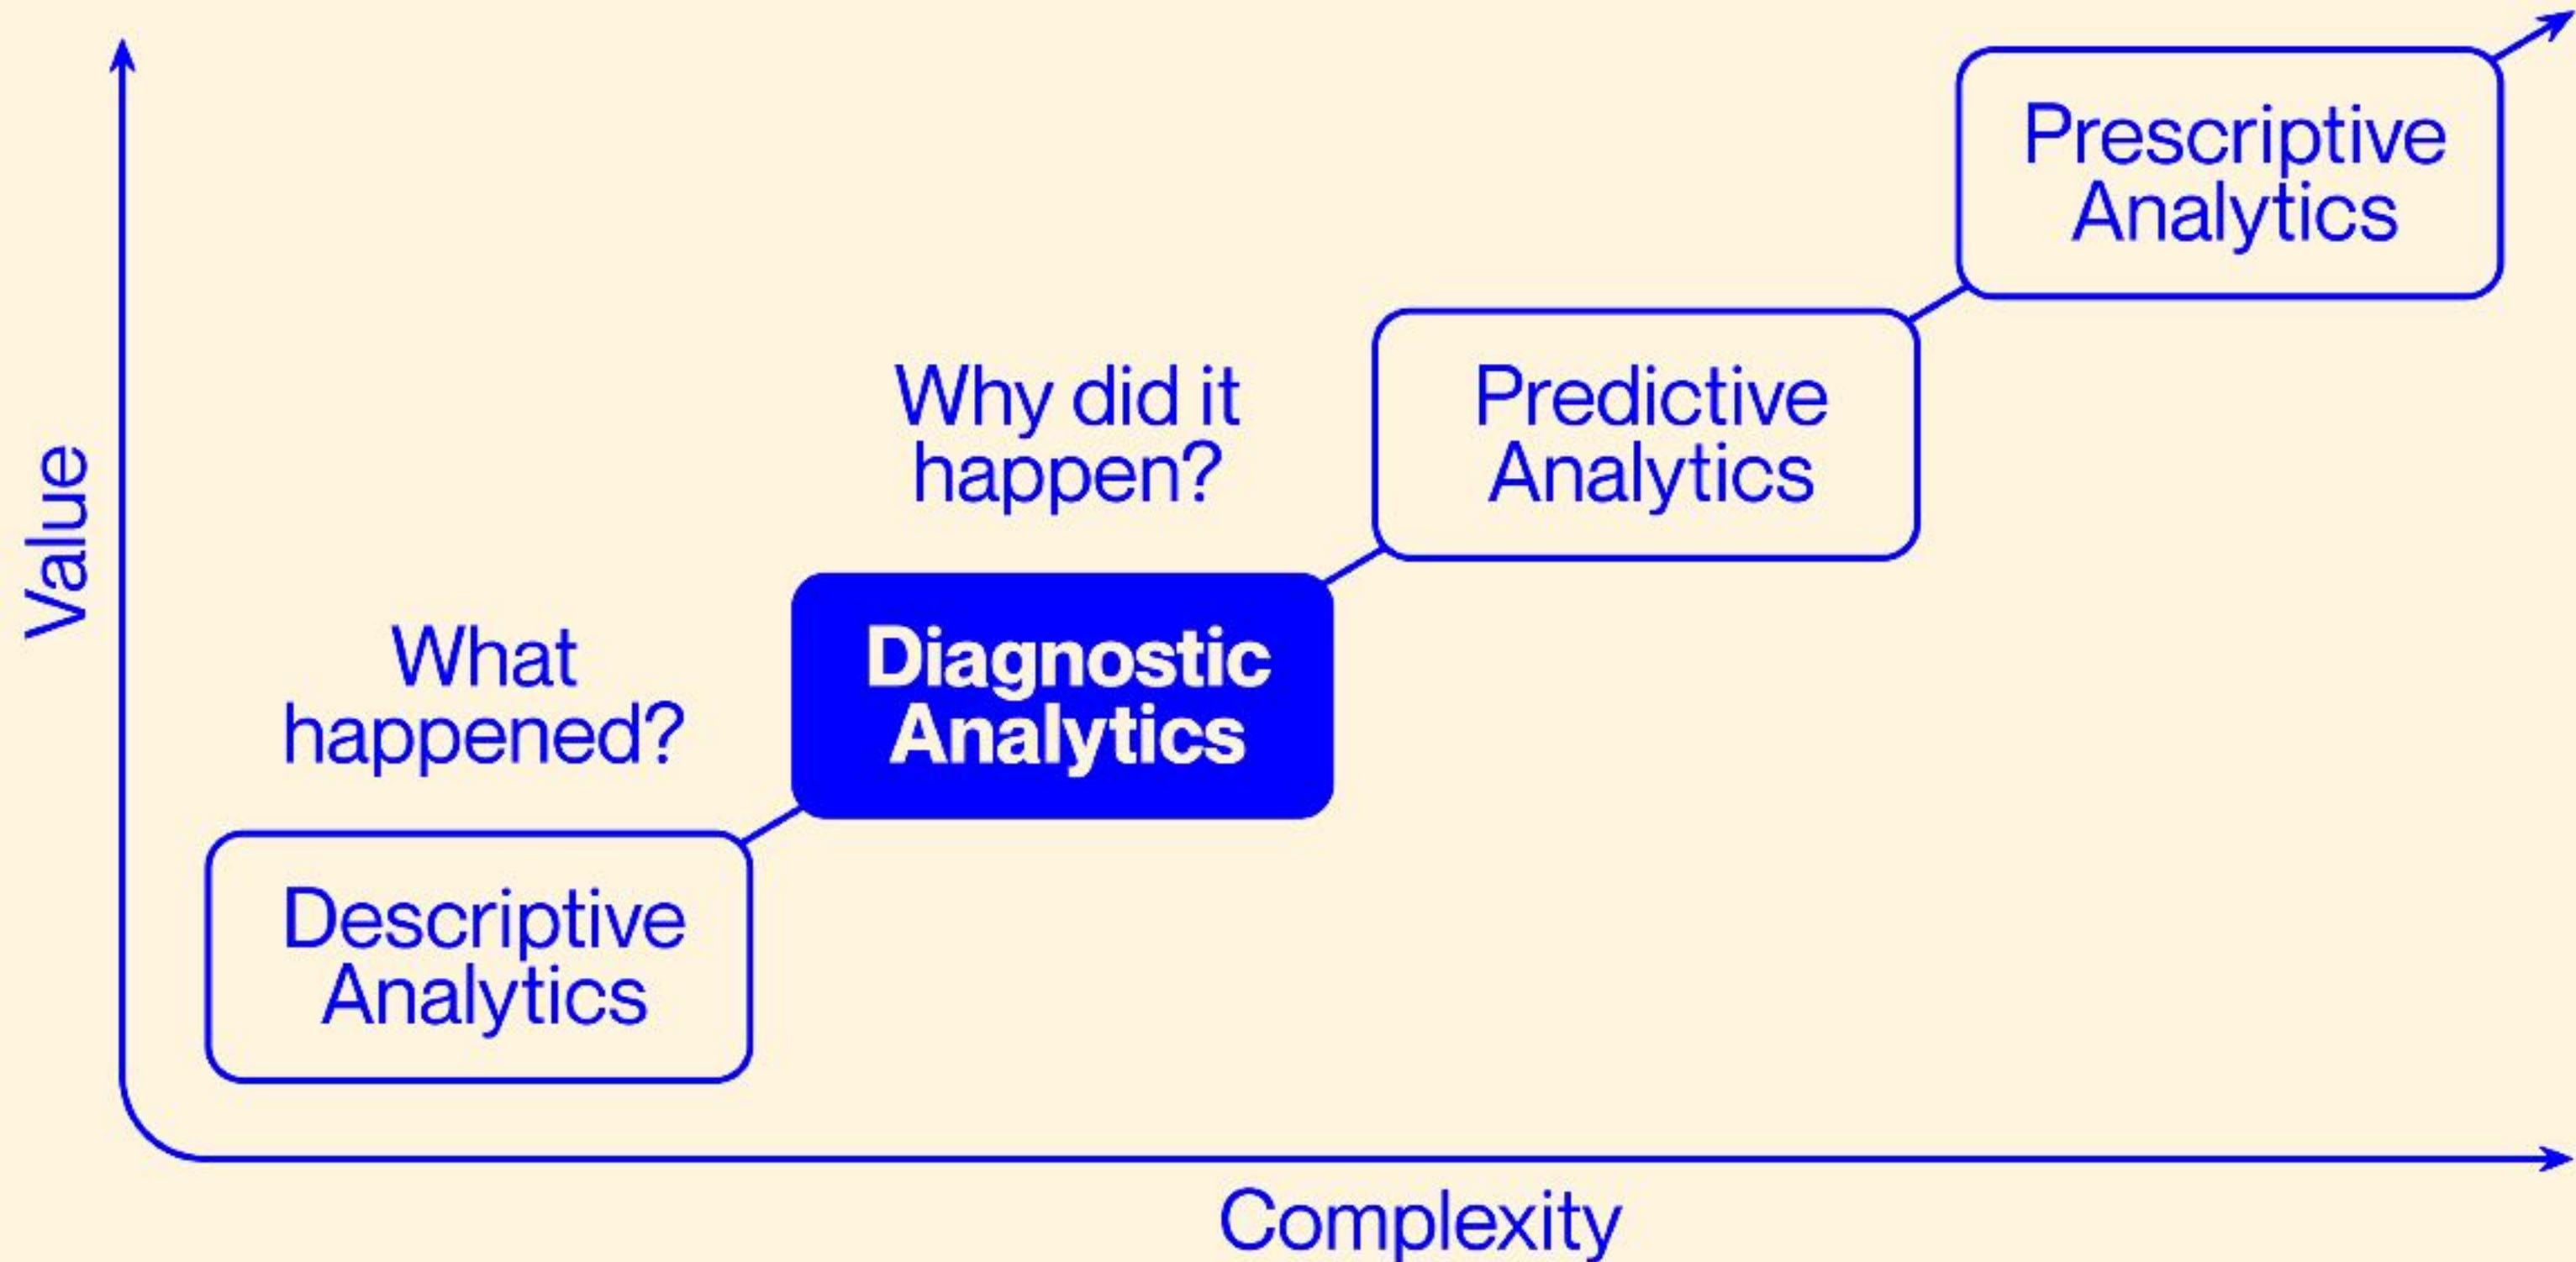 Prescriptive
Analytics
Why did it
happen?
Predictive
Analytics
Value
What
happened?
Diagnostic
Analytics
Descriptive
Analytics
Complexity